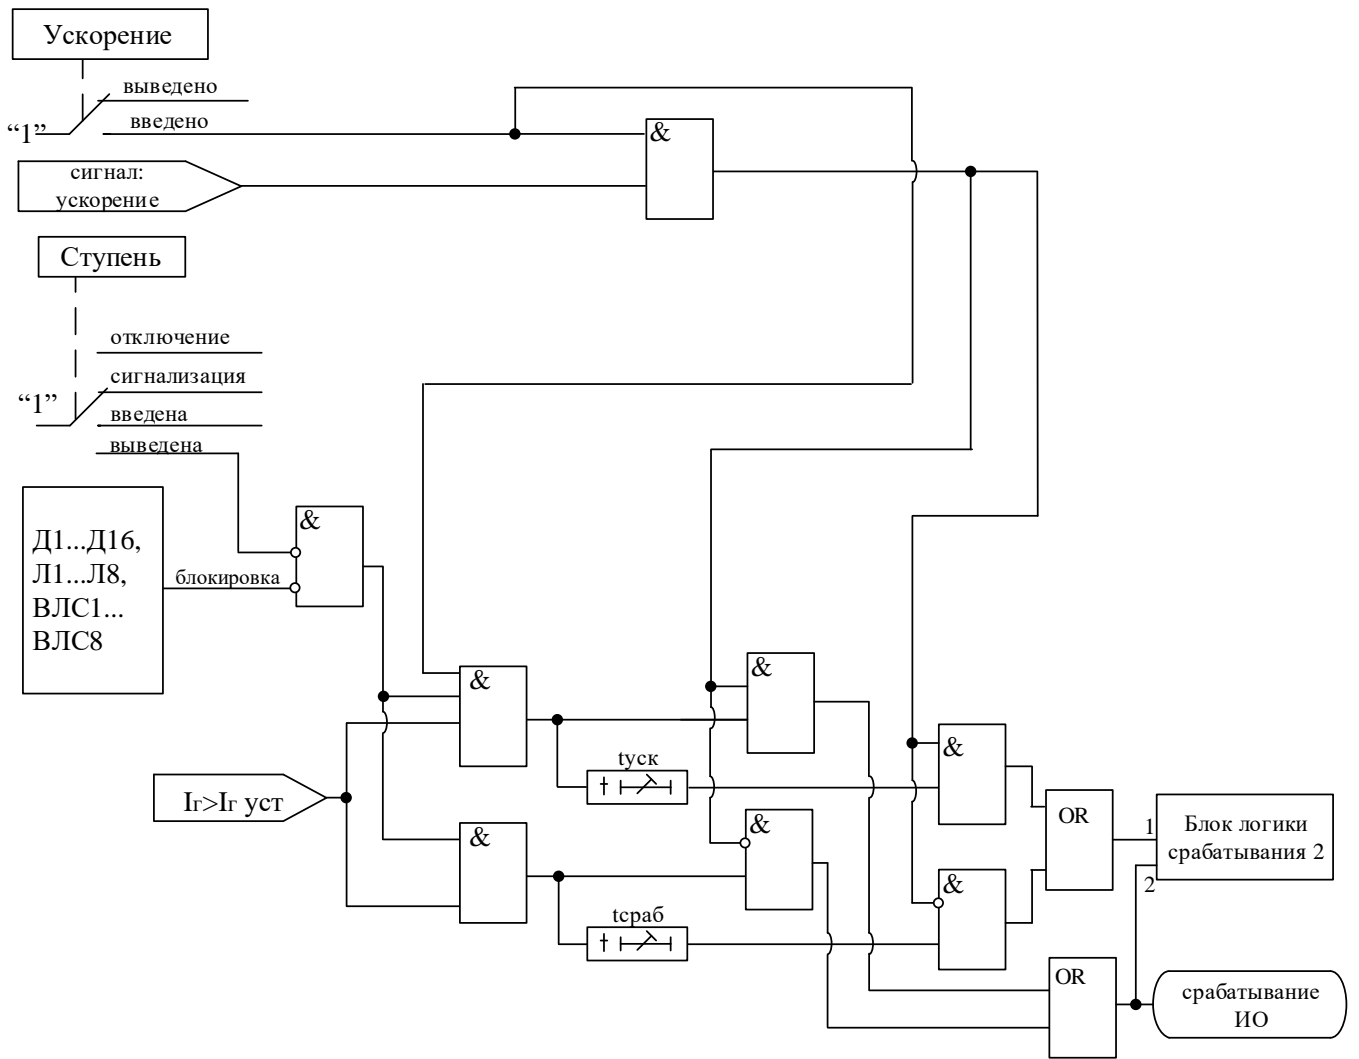 Ускорение
выведено
введено
“1”
&
сигнал:
ускорение
Ступень
отключение
сигнализация
“1”
введена
выведена
&
Д1...Д16,
Л1...Л8,
ВЛС1...
ВЛС8
блокировка
&
&
&
tуск
Iг>Iг уст
OR
&
&
&
1
Блок логики
срабатывания 2
2
tсраб
OR
срабатывание
ИО